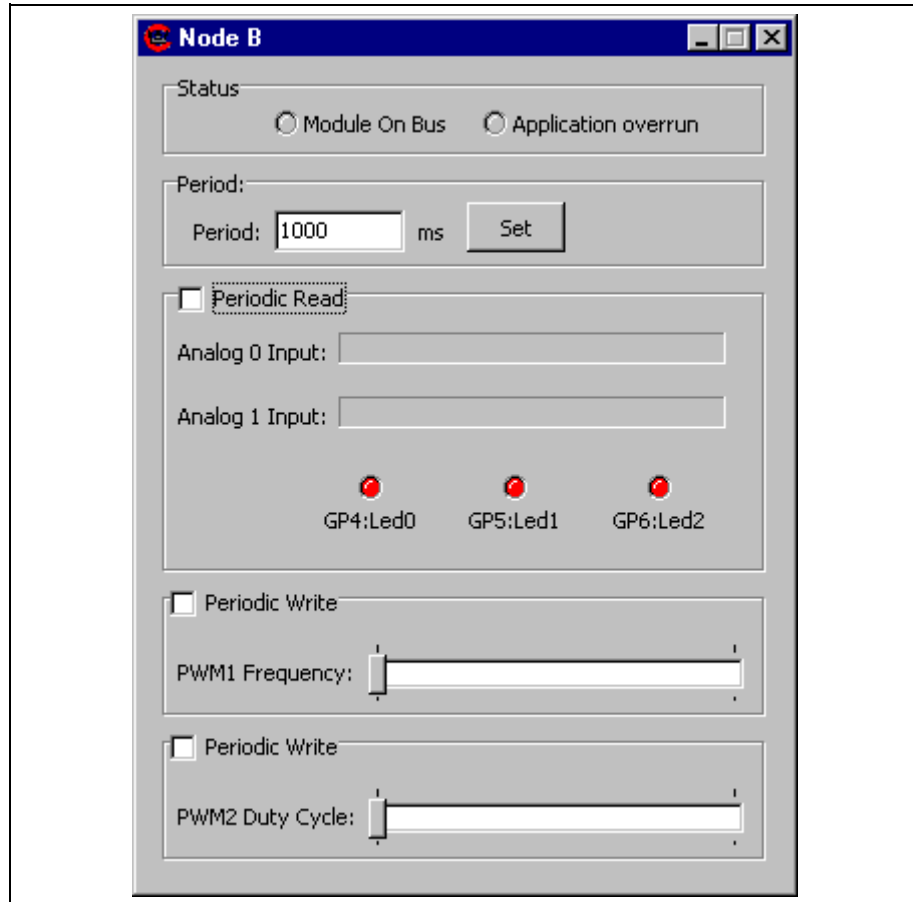 Node B
Status
Module On Bus Application overrun
Period:
Period: 1000 ms Set
Periodic Read
Analog 0 Input:
Analog 1 Input:
GP4:Led0 GP5:Led1 GP6:Led2
Periodic Write
PWM1 Frequency:
Periodic Write
PWM2 Duty Cycle: